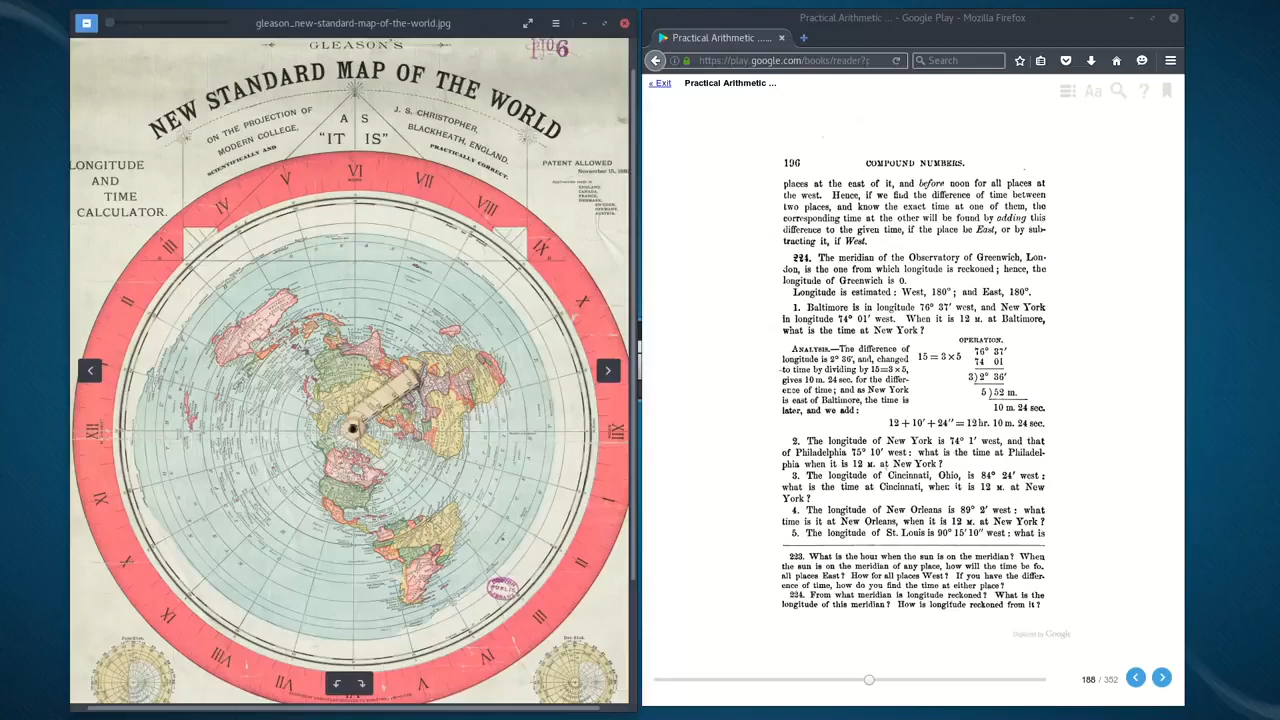 gleason_new-standard-map-of-the-world.jpg
GLEASON'S
No 6
NEW STANDARD MAP OF THE WORLD
ON THE PROJECTION OF
MODERN COLLEGE,
SCIENTIFICALLY AND
A S
"IT IS"
J. S. CHRISTOPHER,
BLACKHEATH, ENGLAND.
PRACTICALLY CORRECT.
LONGITUDE
AND
TIME
CALCULATOR.
PATENT ALLOWED
VI
V
VII
IV
VIII
III
IX
II
X
XII
XII
XI
X
III
VIII
IV
VII
V
Practical Arithmetic ... - Google Play - Mozilla Firefox
Practical Arithmetic ......
https://play.google.com/books/reader?p
Search
« Exit
Practical Arithmetic ...
Aa
196 COMPOUND NUMBERS.
places at the east of it, and before noon for all places at
the west. Hence, if we find the difference of time between
two places, and know the exact time at one of them, the
corresponding time at the other will be found by adding this
difference to the given time, if the place be East, or by sub-
tracting it, if West.
224. The meridian of the Observatory of Greenwich, Lon-
don, is the one from which longitude is reckoned; hence, the
longitude of Greenwich is 0.
Longitude is estimated: West, 180°; and East, 180°.
1. Baltimore is in longitude 76° 37' west, and New York
in longitude 74° 01' west. When it is 12 M. at Baltimore,
what is the time at New York?
OPERATION.
ANALYSIS.—The difference of
longitude is 2° 36', and, changed
to time by dividing by 15=3×5,
gives 10 m. 24 sec. for the differ-
ence of time; and as New York
is east of Baltimore, the time is
later, and we add:
15 = 3 × 5
76° 37'
74 01
3)2° 36'
5)52 m.
10 m. 24 sec.
12 + 10' + 24'' = 12 hr. 10 m. 24 sec.
2. The longitude of New York is 74° 1' west, and that
of Philadelphia 75° 10' west: what is the time at Philadel-
phia when it is 12 M. at New York?
3. The longitude of Cincinnati, Ohio, is 84° 24' west:
what is the time at Cincinnati, when it is 12 M. at New
York?
4. The longitude of New Orleans is 89° 2' west: what
time is it at New Orleans, when it is 12 M. at New York?
5. The longitude of St. Louis is 90° 15' 10'' west: what is
223. What is the hour when the sun is on the meridian? When
the sun is on the meridian of any place, how will the time be fo.
all places East? How for all places West? If you have the differ-
ence of time, how do you find the time at either place?
224. From what meridian is longitude reckoned? What is the
longitude of this meridian? How is longitude reckoned from it?
Digitized by Google
188 / 352